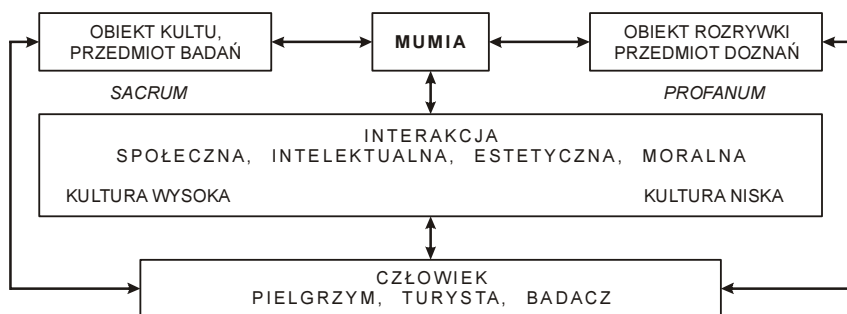 OBIEKT KULTU,
PRZEDMIOT BADAŃ
MUMIA
OBIEKT ROZRYWKI
PRZEDMIOT DOZNAŃ
SACRUM
PROFANUM
INTERAKCJA
SPOŁECZNA, INTELEKTUALNA, ESTETYCZNA, MORALNA
KULTURA WYSOKA
KULTURA NISKA
CZŁOWIEK
PIELGRZYM, TURYSTA, BADACZ